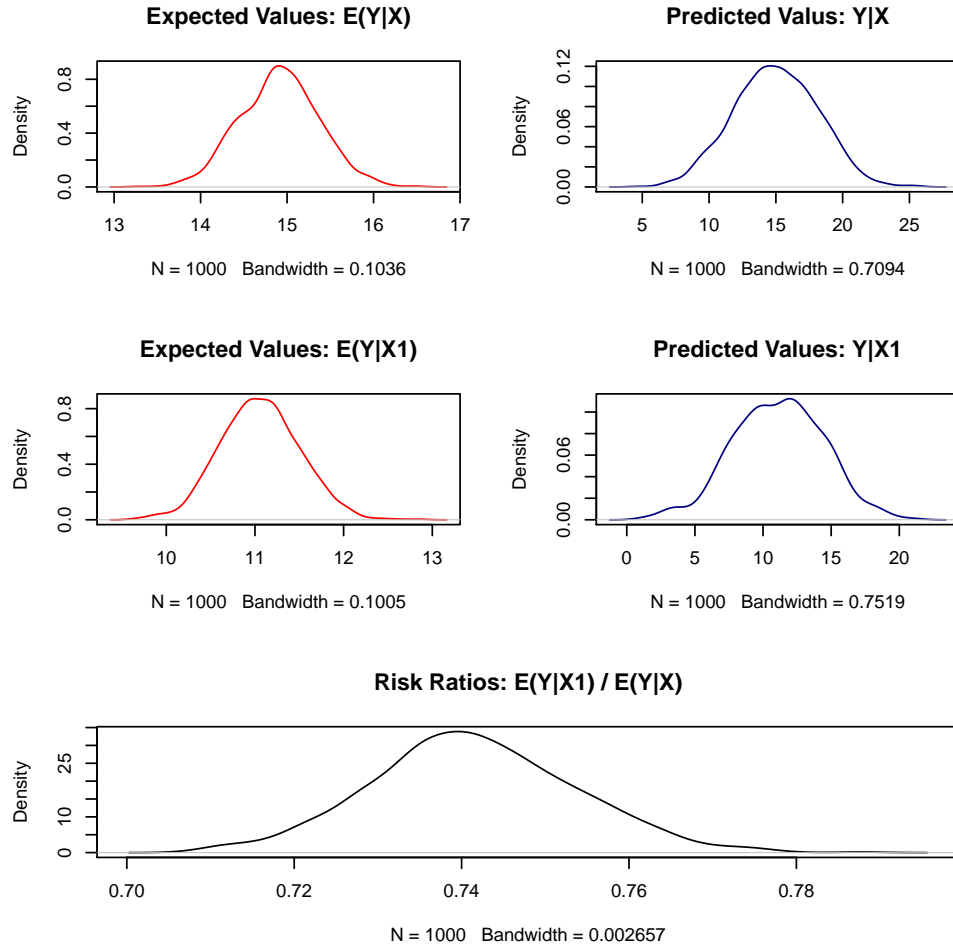 Expected Values: E(Y|X)
Density
0.0 0.4 0.8
13 14 15 16 17
N = 1000 Bandwidth = 0.1036
Predicted Valus: Y|X
Density
0.00 0.06 0.12
5 10 15 20 25
N = 1000 Bandwidth = 0.7094
Expected Values: E(Y|X1)
Density
0.0 0.4 0.8
10 11 12 13
N = 1000 Bandwidth = 0.1005
Predicted Values: Y|X1
Density
0.00 0.06
0 5 10 15 20
N = 1000 Bandwidth = 0.7519
Risk Ratios: E(Y|X1) / E(Y|X)
Density
0 10 25
0.70 0.72 0.74 0.76 0.78
N = 1000 Bandwidth = 0.002657